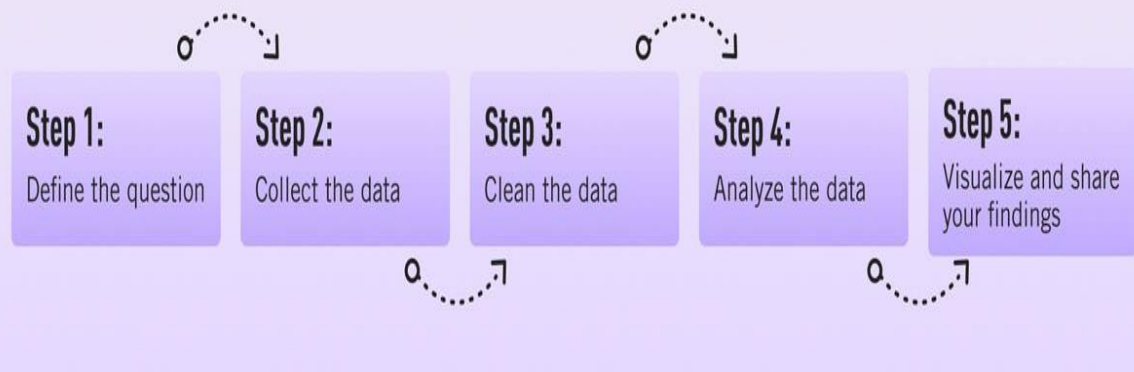 Step 1:
Define the question
Step 2:
Collect the data
Step 3:
Clean the data
Step 4:
Analyze the data
Step 5:
Visualize and share
your findings